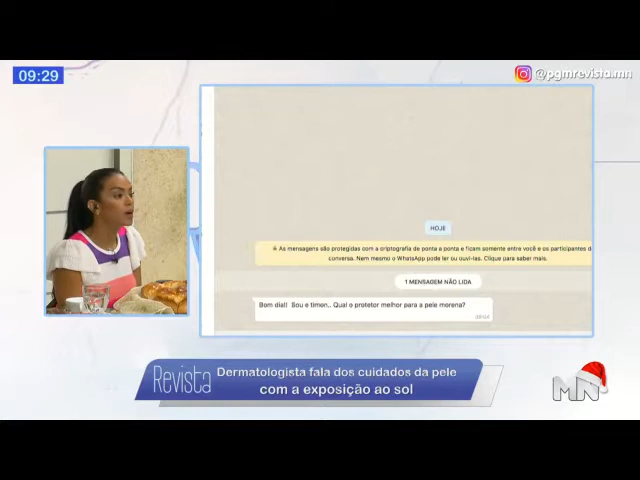 09:29
@pgmrevista.mn
HOJE
As mensagens são protegidas com a criptografia de ponta a ponta e ficam somente entre você e os participantes de
conversa. Nem mesmo o WhatsApp pode ler ou ouvi-las. Clique para saber mais.
1 MENSAGEM NÃO LIDA
Bom dia!! Sou e timon.. Qual o protetor melhor para a pele morena?
09:04
Revista
Dermatologista fala dos cuidados da pele
com a exposição ao sol
MN